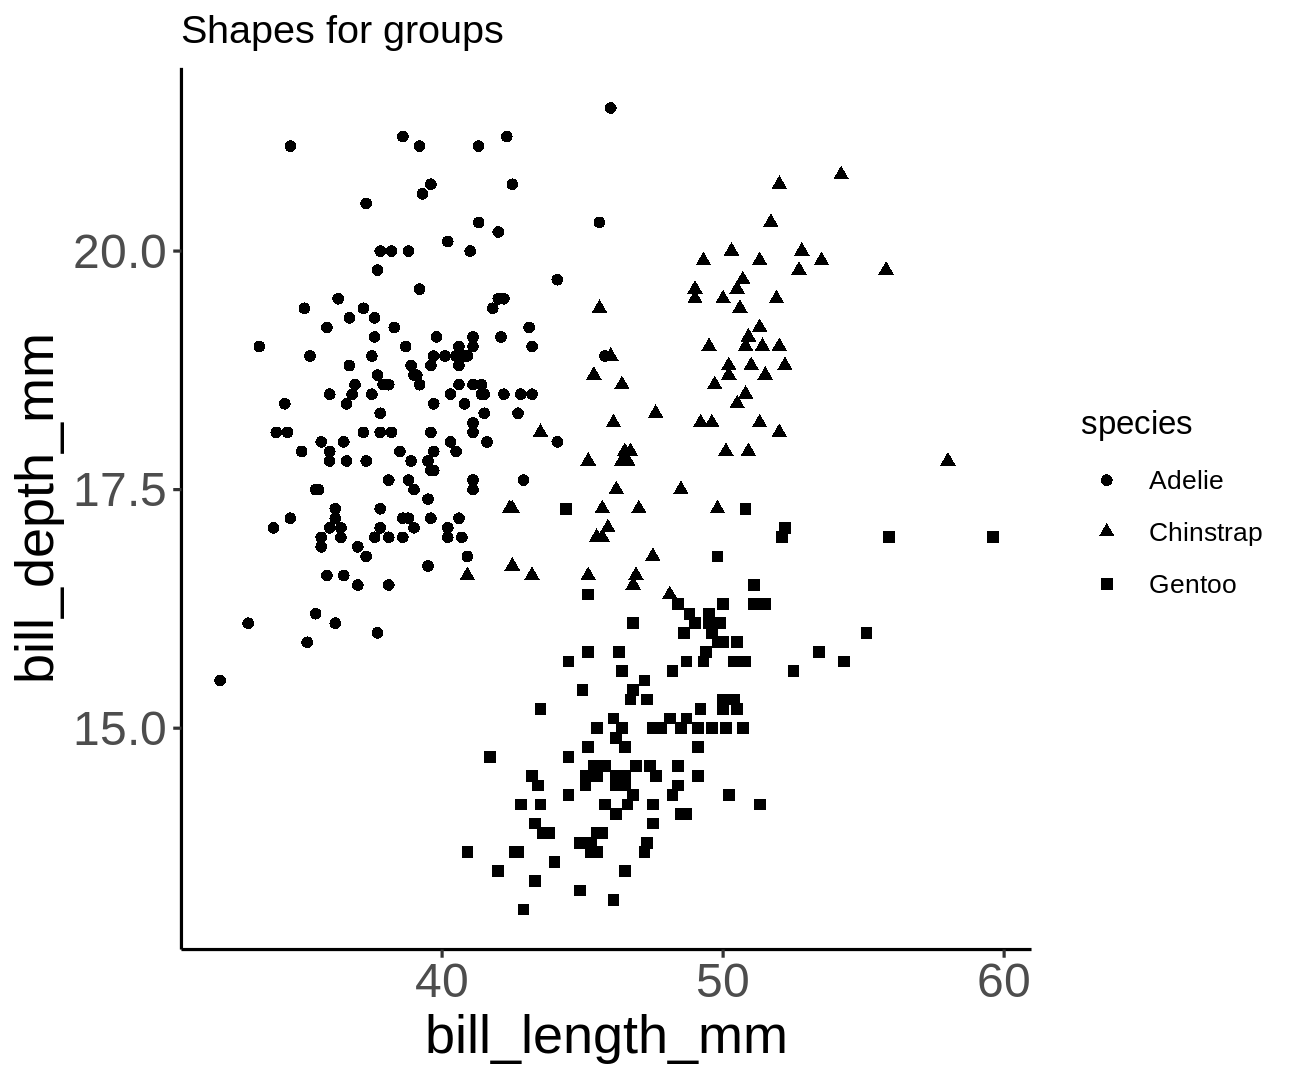 Shapes for groups
bill_depth_mm
20.0
17.5
15.0
40 50 60
bill_length_mm
species
Adelie
Chinstrap
Gentoo